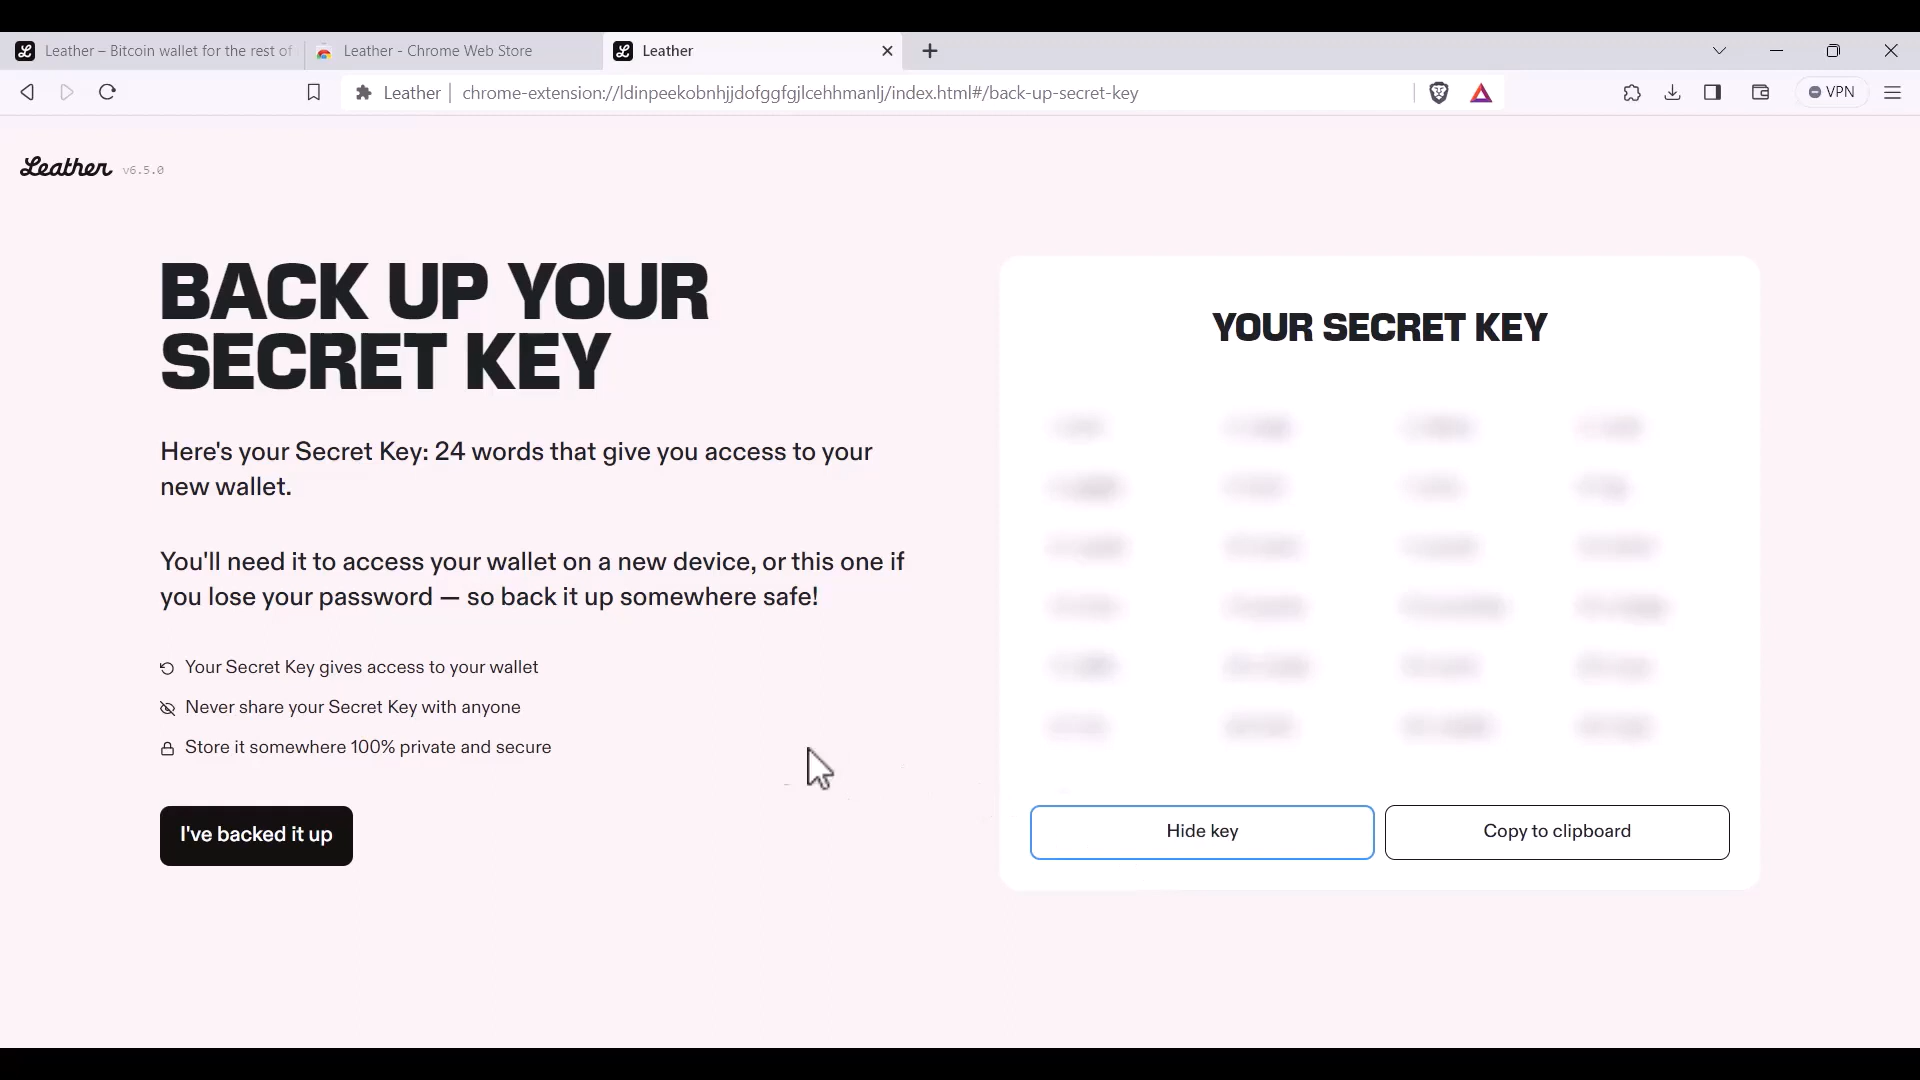 Leather – Bitcoin wallet for the rest of
Leather - Chrome Web Store
Leather
Leather
chrome-extension://ldinpeekobnhjjdofggfgjlcehhmanlj/index.html#/back-up-secret-key
VPN
Leather v6.5.0
BACK UP YOUR
SECRET KEY
Here's your Secret Key: 24 words that give you access to your
new wallet.
You'll need it to access your wallet on a new device, or this one if
you lose your password — so back it up somewhere safe!
Your Secret Key gives access to your wallet
Never share your Secret Key with anyone
Store it somewhere 100% private and secure
I've backed it up
YOUR SECRET KEY
Hide key
Copy to clipboard